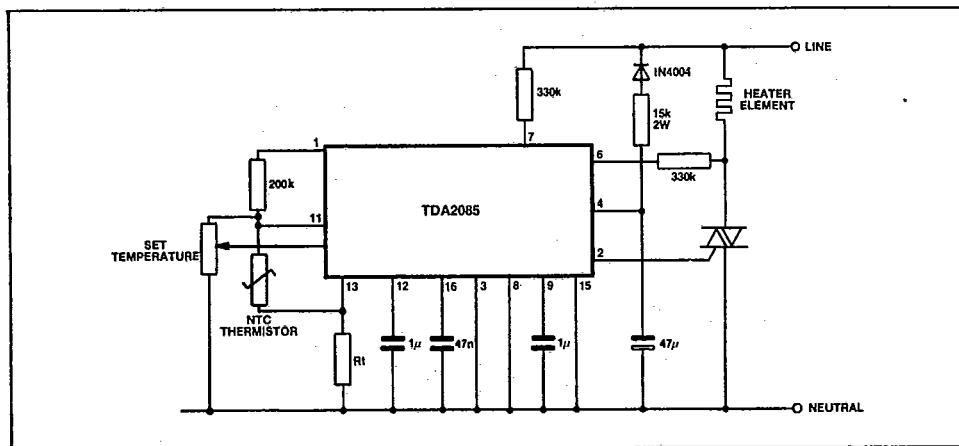 LINE
IN4004
330k
HEATER
ELEMENT
15k
2W
7
1
6
330k
200k
TDA2085
4
11
SET
TEMPERATURE
2
13
12
16
3
8
9
15
NTC
THERMISTOR
Rt
1µ
47n
1µ
47µ
NEUTRAL